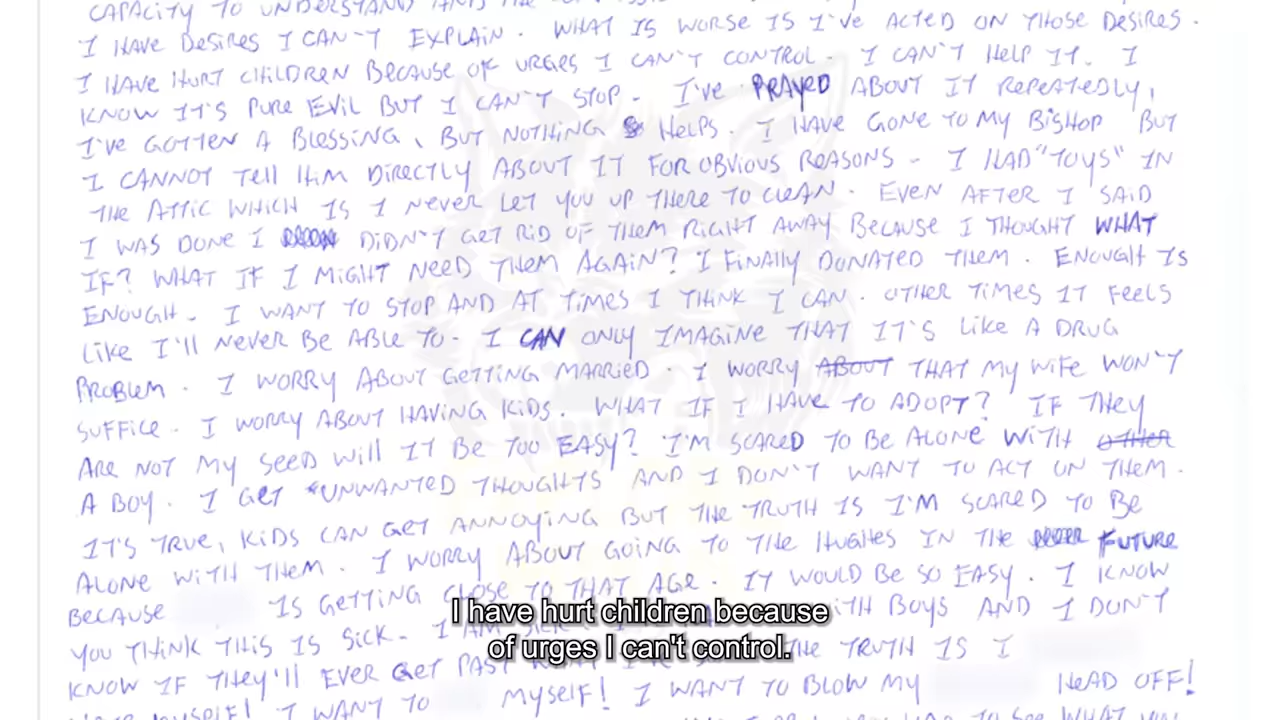 CAPACITY TO UNDERSTAND
I HAVE DESIRES I CAN'T EXPLAIN. WHAT IS WORSE IS I'VE ACTED ON THOSE DESIRES.
I HAVE HURT CHILDREN BECAUSE OF URGES I CAN'T CONTROL. I CAN'T HELP IT. I
KNOW IT'S PURE EVIL BUT I CAN'T STOP. I'VE PRAYED ABOUT IT REPEATEDLY,
I'VE GOTTEN A BLESSING, BUT NOTHING HELPS. I HAVE GONE TO MY BISHOP BUT
I CANNOT TELL HIM DIRECTLY ABOUT IT FOR OBVIOUS REASONS. I HAD "TOYS" IN
THE ATTIC WHICH IS I NEVER LET YOU UP THERE TO CLEAN. EVEN AFTER I SAID
I WAS DONE I DIDN'T GET RID OF THEM RIGHT AWAY BECAUSE I THOUGHT WHAT
IF? WHAT IF I MIGHT NEED THEM AGAIN? I FINALLY DONATED THEM. ENOUGH IS
ENOUGH. I WANT TO STOP AND AT TIMES I THINK I CAN. OTHER TIMES IT FEELS
LIKE I'LL NEVER BE ABLE TO. I CAN ONLY IMAGINE THAT IT'S LIKE A DRUG
PROBLEM. I WORRY ABOUT GETTING MARRIED. I WORRY ABOUT THAT MY WIFE WON'T
SUFFICE. I WORRY ABOUT HAVING KIDS. WHAT IF I HAVE TO ADOPT? IF THEY
ARE NOT MY SEED WILL IT BE TOO EASY? I'M SCARED TO BE ALONE WITH OTHER
A BOY. I GET UNWANTED THOUGHTS AND I DON'T WANT TO ACT ON THEM.
IT'S TRUE, KIDS CAN GET ANNOYING BUT THE TRUTH IS I'M SCARED TO BE
ALONE WITH THEM. I WORRY ABOUT GOING TO THE HUGHES IN THE FUTURE
BECAUSE IS GETTING CLOSE TO THAT AGE. IT WOULD BE SO EASY. I KNOW
YOU THINK THIS IS SICK. I AM SICK WITH BOYS AND I DON'T
KNOW IF THEY'LL EVER GET PAST THE TRUTH IS I
MYSELF! I WANT TO MYSELF! I WANT TO BLOW MY HEAD OFF!
I have hurt children because
of urges I can't control.